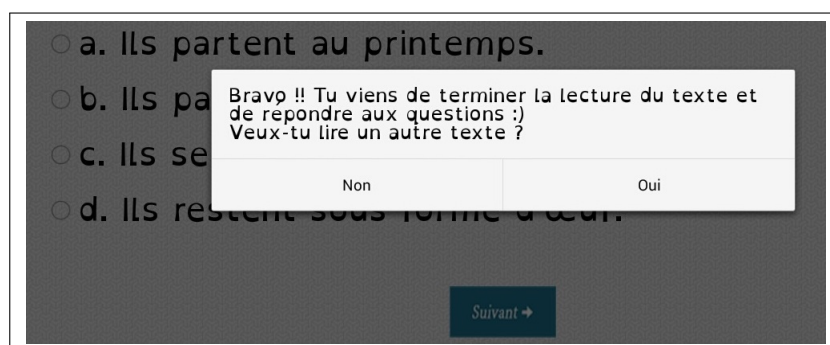 a. Ils partent au printemps.
b. Ils pa
Bravo !! Tu viens de terminer la lecture du texte et
de repondre aux questions :)
Veux-tu lire un autre texte ?
c. Ils se
Non Oui
d. Ils restent sous forme d'œuf.
Suivant →